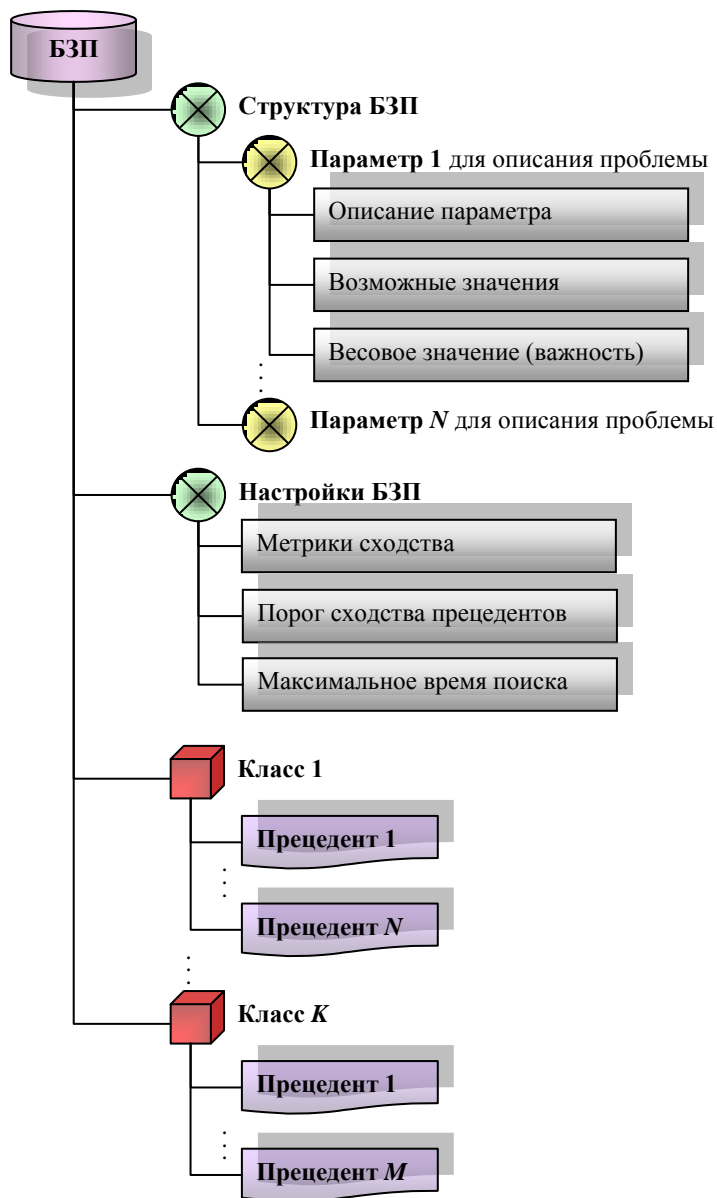 БЗП
Структура БЗП
Параметр 1 для описания проблемы
Описание параметра
Возможные значения
Весовое значение (важность)
Параметр N для описания проблемы
Настройки БЗП
Метрики сходства
Порог сходства прецедентов
Максимальное время поиска
Класс 1
Прецедент 1
Прецедент N
Класс K
Прецедент 1
Прецедент M